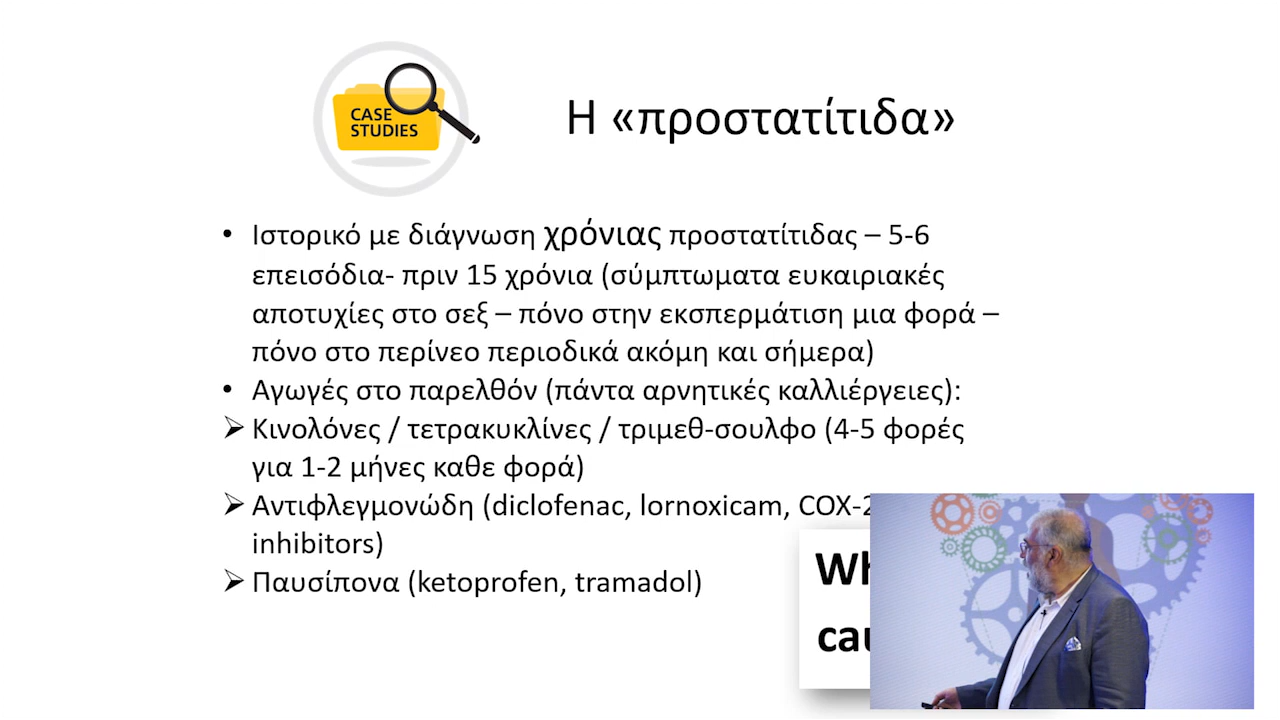 CASE
STUDIES
Η «προστατίτιδα»
• Ιστορικό με διάγνωση χρόνιας προστατίτιδας – 5-6
επεισόδια- πριν 15 χρόνια (σύμπτωματα ευκαιριακές
αποτυχίες στο σεξ – πόνο στην εκσπερμάτιση μια φορά –
πόνο στο περίνεο περιοδικά ακόμη και σήμερα)
• Αγωγές στο παρελθόν (πάντα αρνητικές καλλιέργειες):
➢ Κινολόνες / τετρακυκλίνες / τριμεθ-σουλφο (4-5 φορές
για 1-2 μήνες καθε φορά)
➢ Αντιφλεγμονώδη (diclofenac, lornoxicam, COX-2
inhibitors)
➢ Παυσίπονα (ketoprofen, tramadol)